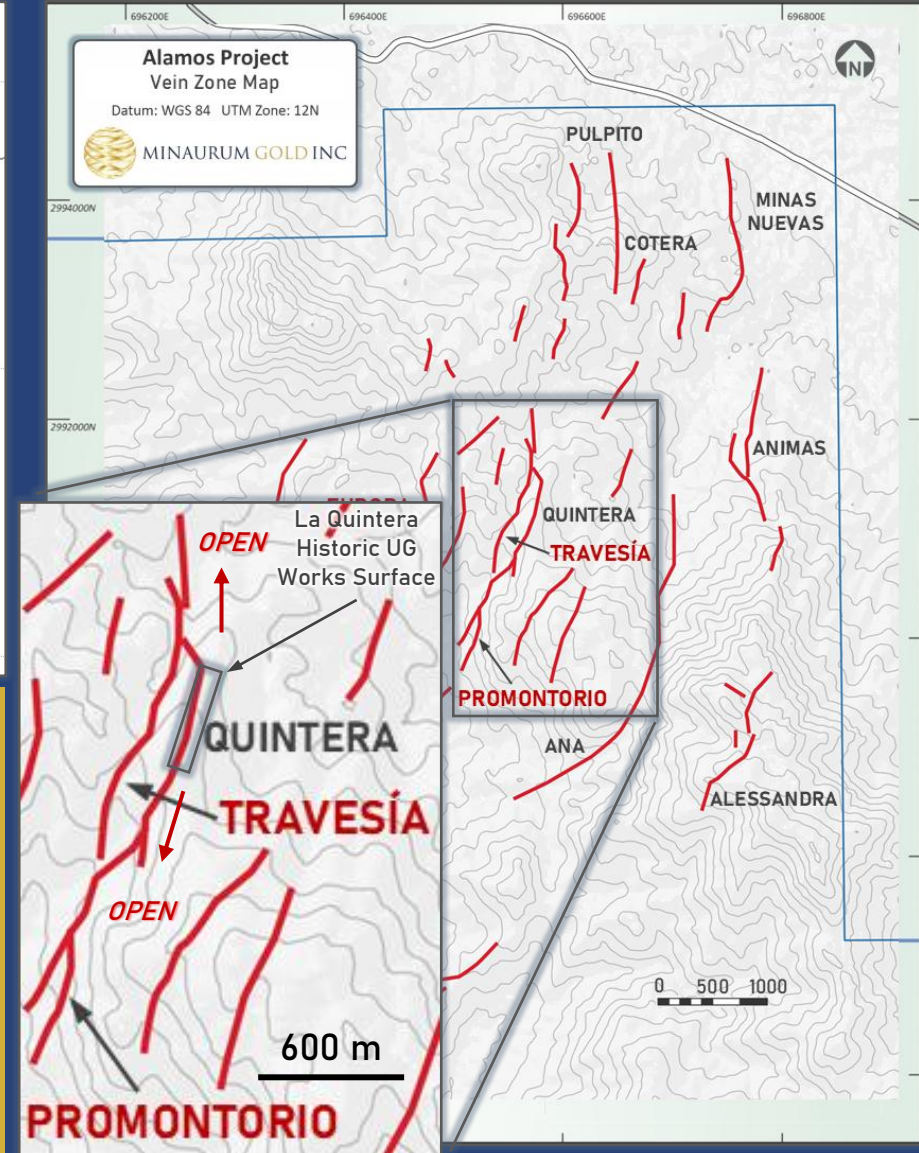 696200E
696400E
696600E
696800E
Alamos Project
Vein Zone Map
Datum: WGS 84 UTM Zone: 12N
MINAURUM GOLD INC
N
PULPITO
MINAS
NUEVAS
2994000N
COTERA
2992000N
ANIMAS
La Quintera
Historic UG
Works Surface
OPEN
QUINTERA
TRAVESÍA
PROMONTORIO
ANA
ALESSANDRA
QUINTERA
TRAVESÍA
OPEN
0 500 1000
600 m
PROMONTORIO